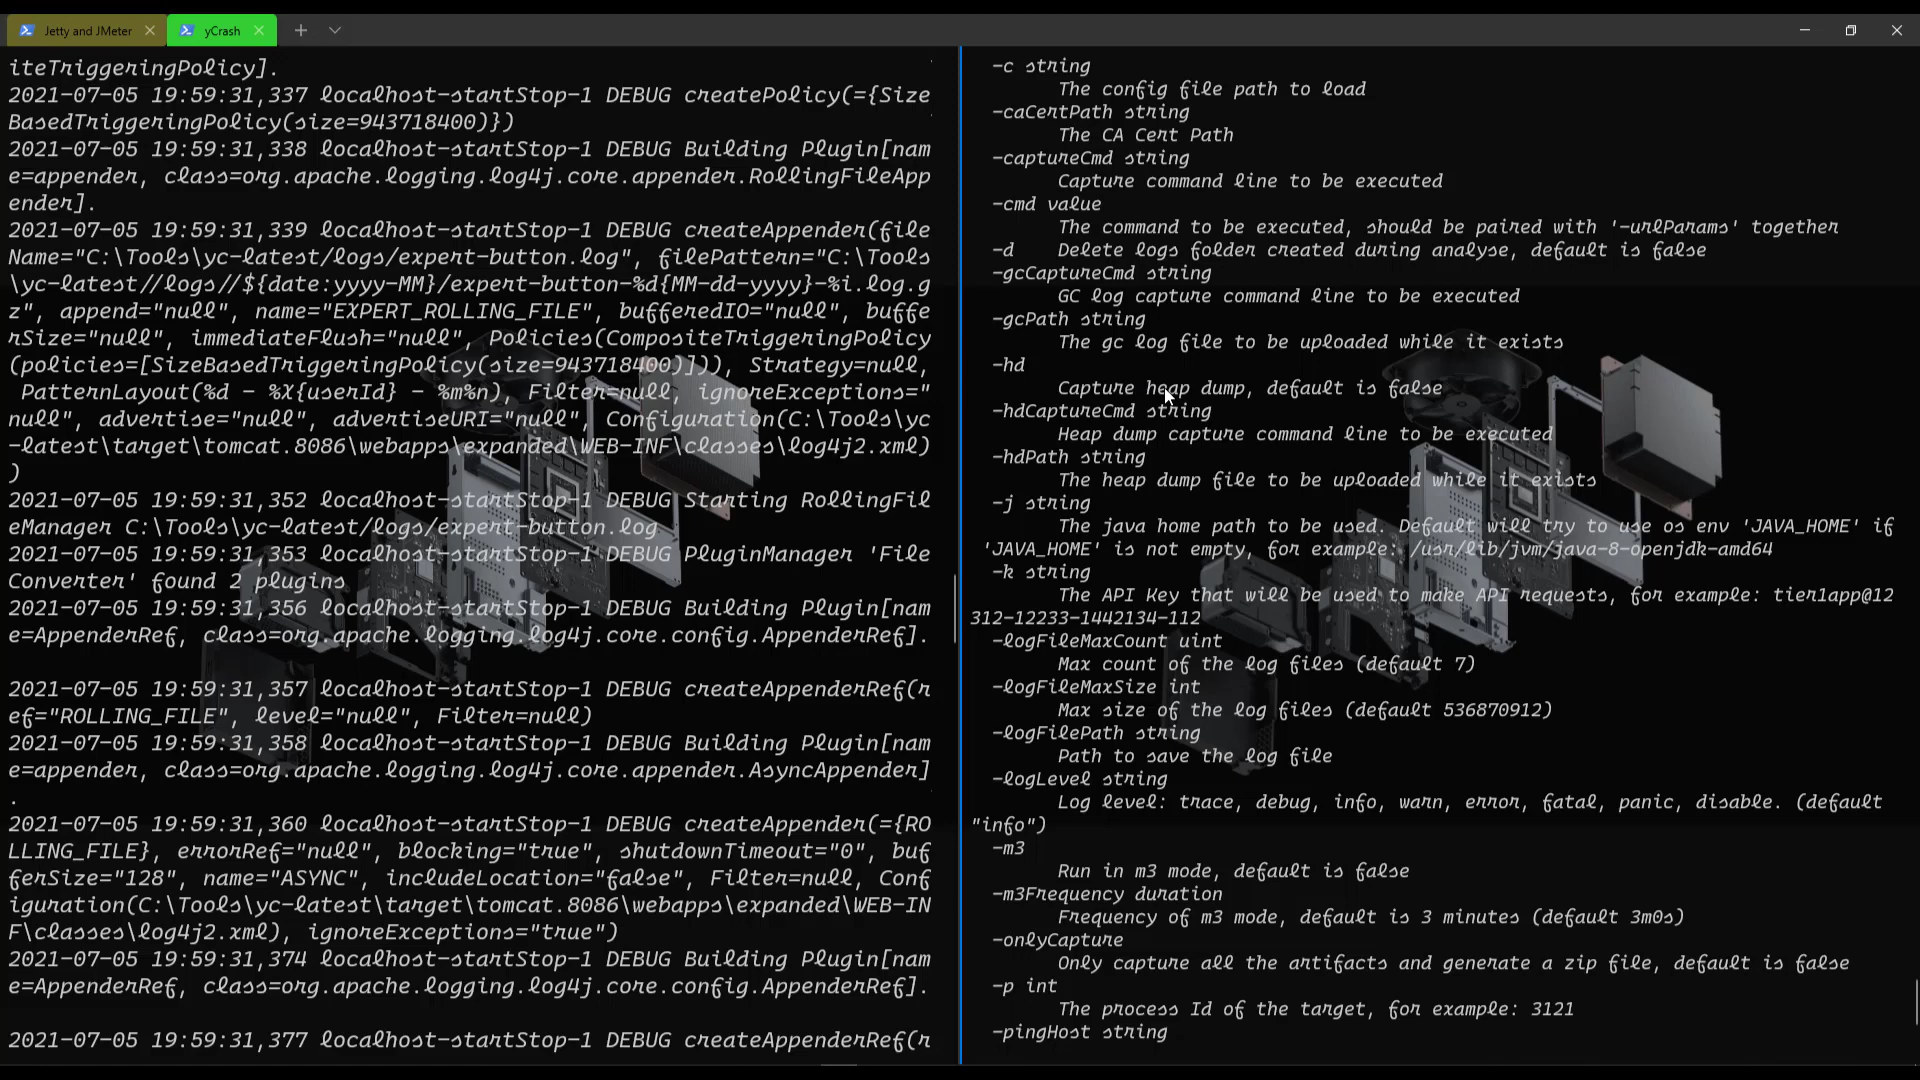 Jetty and JMeter
yCrash
iteTriggeringPolicy].
2021-07-05 19:59:31,337 localhost-startStop-1 DEBUG createPolicy(={Size
BasedTriggeringPolicy(size=943718400)})
2021-07-05 19:59:31,338 localhost-startStop-1 DEBUG Building Plugin[nam
e=appender, class=org.apache.logging.log4j.core.appender.RollingFileApp
ender].
2021-07-05 19:59:31,339 localhost-startStop-1 DEBUG createAppender(file
Name="C:\Tools\yc-latest/logs/expert-button.log", filePattern="C:\Tools
\yc-latest//logs//${date:yyyy-MM}/expert-button-%d{MM-dd-yyyy}-%i.log.g
z", append="null", name="EXPERT_ROLLING_FILE", bufferedIO="null", buffe
rSize="null", immediateFlush="null", Policies(CompositeTriggeringPolicy
(policies=[SizeBasedTriggeringPolicy(size=943718400)])), Strategy=null,
 PatternLayout(%d - %X{userId} - %m%n), Filter=null, ignoreExceptions="
null", advertise="null", advertiseURI="null", Configuration(C:\Tools\yc
-latest\target\tomcat.8086\webapps\expanded\WEB-INF\classes\log4j2.xml)
)
2021-07-05 19:59:31,352 localhost-startStop-1 DEBUG Starting RollingFil
eManager C:\Tools\yc-latest/logs/expert-button.log
2021-07-05 19:59:31,353 localhost-startStop-1 DEBUG PluginManager 'File
Converter' found 2 plugins
2021-07-05 19:59:31,356 localhost-startStop-1 DEBUG Building Plugin[nam
e=AppenderRef, class=org.apache.logging.log4j.core.config.AppenderRef].
2021-07-05 19:59:31,357 localhost-startStop-1 DEBUG createAppenderRef(r
ef="ROLLING_FILE", level="null", Filter=null)
2021-07-05 19:59:31,358 localhost-startStop-1 DEBUG Building Plugin[nam
e=appender, class=org.apache.logging.log4j.core.appender.AsyncAppender]
.
2021-07-05 19:59:31,360 localhost-startStop-1 DEBUG createAppender(={RO
LLING_FILE}, errorRef="null", blocking="true", shutdownTimeout="0", buf
ferSize="128", name="ASYNC", includeLocation="false", Filter=null, Conf
iguration(C:\Tools\yc-latest\target\tomcat.8086\webapps\expanded\WEB-IN
F\classes\log4j2.xml), ignoreExceptions="true")
2021-07-05 19:59:31,374 localhost-startStop-1 DEBUG Building Plugin[nam
e=AppenderRef, class=org.apache.logging.log4j.core.config.AppenderRef].
2021-07-05 19:59:31,377 localhost-startStop-1 DEBUG createAppenderRef(r
-c string
The config file path to load
-caCertPath string
The CA Cert Path
-captureCmd string
Capture command line to be executed
-cmd value
The command to be executed, should be paired with '-urlParams' together
-d Delete logs folder created during analyse, default is false
-gcCaptureCmd string
GC log capture command line to be executed
-gcPath string
The gc log file to be uploaded while it exists
-hd
Capture heap dump, default is false
-hdCaptureCmd string
Heap dump capture command line to be executed
-hdPath string
The heap dump file to be uploaded while it exists
-j string
The java home path to be used. Default will try to use os env 'JAVA_HOME' if
'JAVA_HOME' is not empty, for example: /usr/lib/jvm/java-8-openjdk-amd64
-k string
The API Key that will be used to make API requests, for example: tier1app@12
312-12233-1442134-112
-logFileMaxCount uint
Max count of the log files (default 7)
-logFileMaxSize int
Max size of the log files (default 536870912)
-logFilePath string
Path to save the log file
-logLevel string
Log level: trace, debug, info, warn, error, fatal, panic, disable. (default
"info")
-m3
Run in m3 mode, default is false
-m3Frequency duration
Frequency of m3 mode, default is 3 minutes (default 3m0s)
-onlyCapture
Only capture all the artifacts and generate a zip file, default is false
-p int
The process Id of the target, for example: 3121
-pingHost string